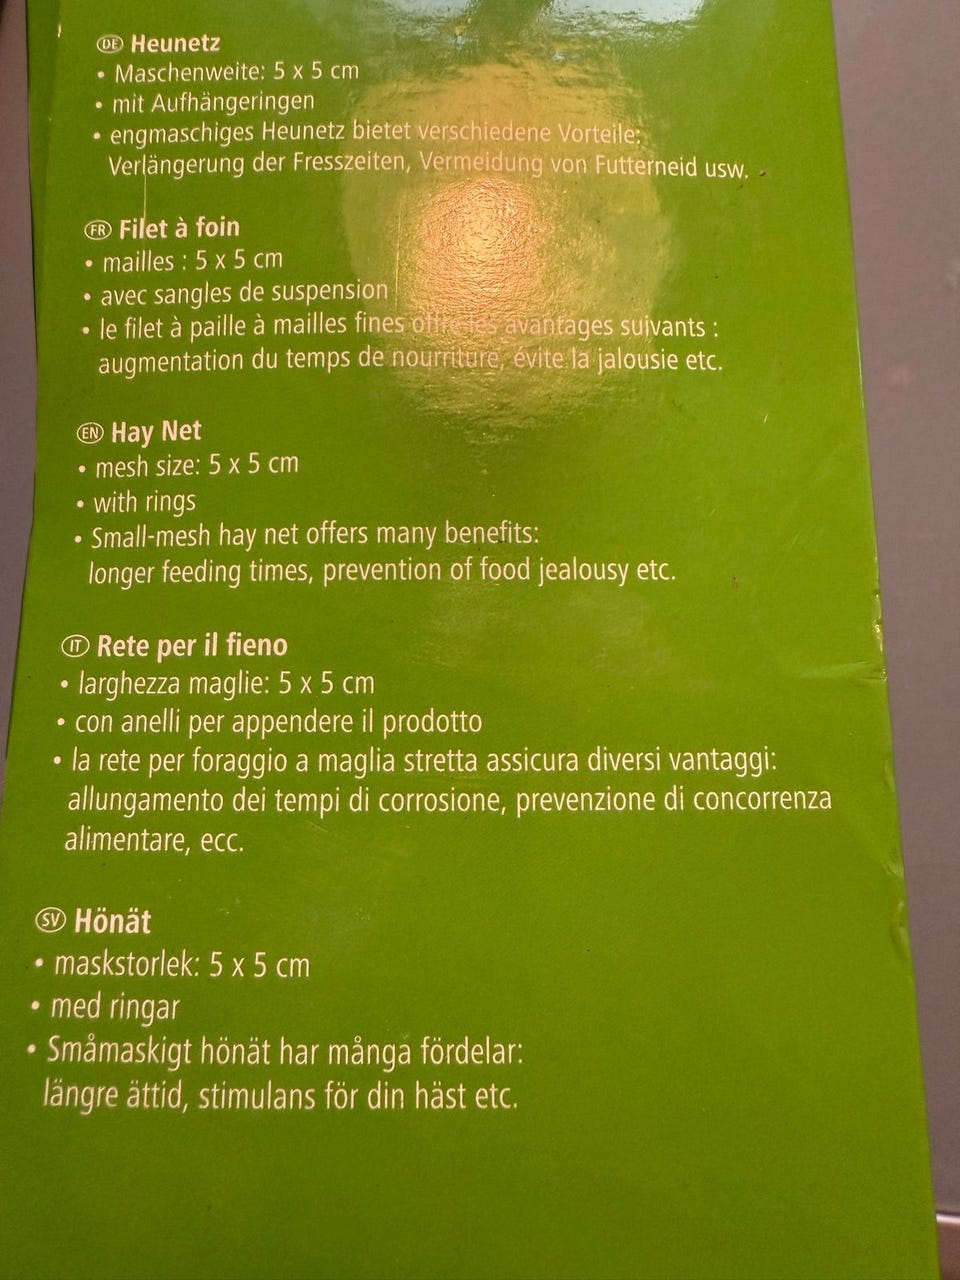 DE Heunetz
• Maschenweite: 5 x 5 cm
• mit Aufhängeringen
• engmaschiges Heunetz bietet verschiedene Vorteile:
Verlängerung der Fresszeiten, Vermeidung von Futterneid usw.
FR Filet à foin
• mailles : 5 x 5 cm
• avec sangles de suspension
• le filet à paille à mailles fines offre les avantages suivants :
augmentation du temps de nourriture, évite la jalousie etc.
EN Hay Net
• mesh size: 5 x 5 cm
• with rings
• Small-mesh hay net offers many benefits:
longer feeding times, prevention of food jealousy etc.
IT Rete per il fieno
• larghezza maglie: 5 x 5 cm
• con anelli per appendere il prodotto
• la rete per foraggio a maglia stretta assicura diversi vantaggi:
allungamento dei tempi di corrosione, prevenzione di concorrenza
alimentare, ecc.
SV Hönät
• maskstorlek: 5 x 5 cm
• med ringar
• Småmaskigt hönät har många fördelar:
längre ättid, stimulans för din häst etc.